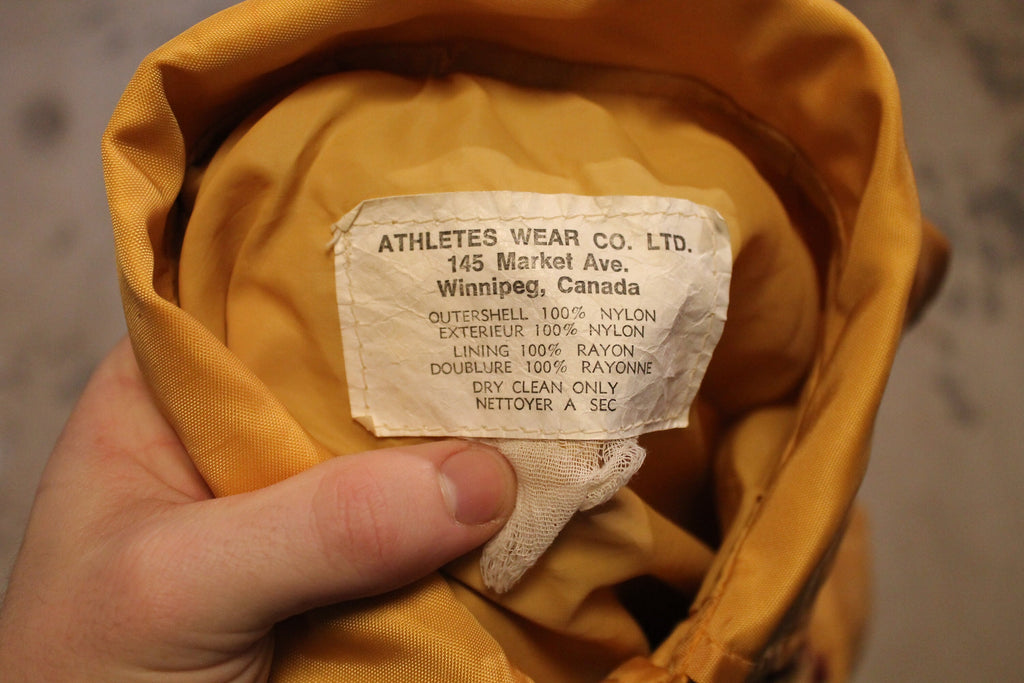 ATHLETES WEAR CO. LTD.
145 Market Ave.
Winnipeg, Canada
OUTERSHELL 100% NYLON
EXTERIEUR 100% NYLON
LINING 100% RAYON
DOUBLURE 100% RAYONNE
DRY CLEAN ONLY
NETTOYER A SEC